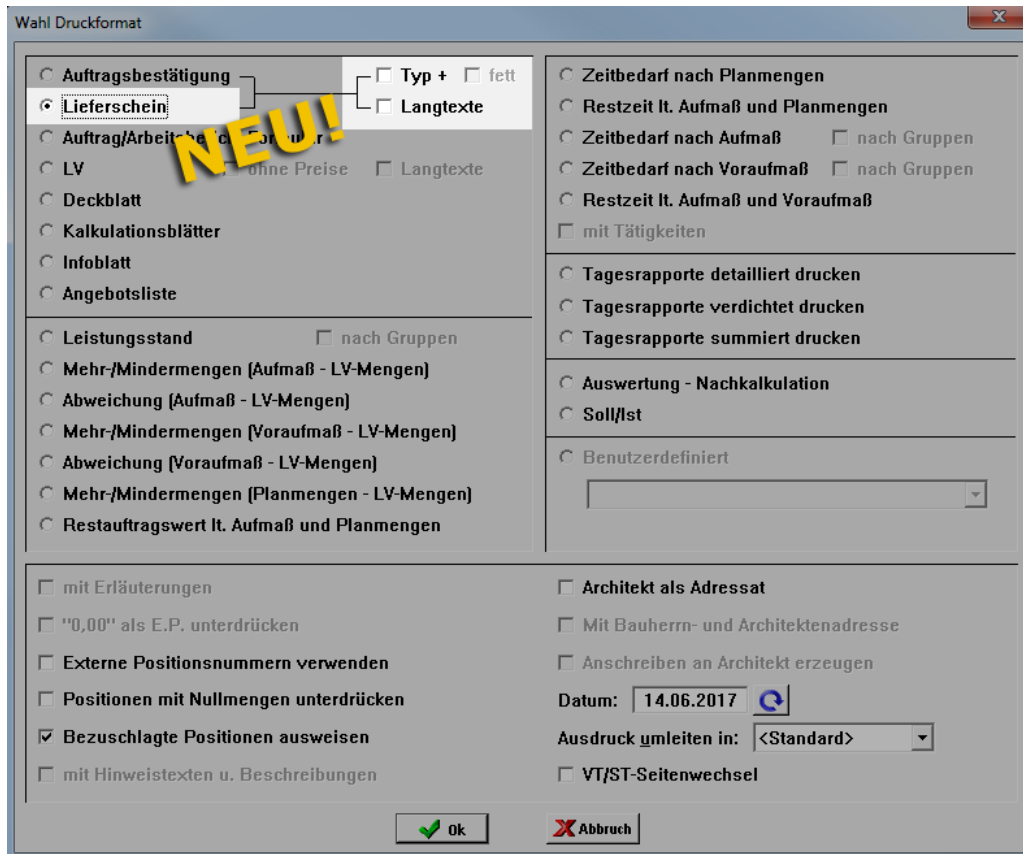 Wahl Druckformat
Auftragsbestätigung
Typ + fett
Lieferschein
Langtexte
NEU!
LV ohne Preise Langtexte
Deckblatt
Kalkulationsblätter
Infoblatt
Angebotsliste
Leistungsstand nach Gruppen
Mehr-/Mindermengen (Aufmaß - LV-Mengen)
Abweichung (Aufmaß - LV-Mengen)
Mehr-/Mindermengen (Voraufmaß - LV-Mengen)
Abweichung (Voraufmaß - LV-Mengen)
Mehr-/Mindermengen (Planmengen - LV-Mengen)
Restauftragswert lt. Aufmaß und Planmengen
Zeitbedarf nach Planmengen
Restzeit lt. Aufmaß und Planmengen
Zeitbedarf nach Aufmaß nach Gruppen
Zeitbedarf nach Voraufmaß nach Gruppen
Restzeit lt. Aufmaß und Voraufmaß
mit Tätigkeiten
Tagesrapporte detailliert drucken
Tagesrapporte verdichtet drucken
Tagesrapporte summiert drucken
Auswertung - Nachkalkulation
Soll/Ist
Benutzerdefiniert
mit Erläuterungen
"0,00" als E.P. unterdrücken
Externe Positionsnummern verwenden
Positionen mit Nullmengen unterdrücken
Bezuschlagte Positionen ausweisen
mit Hinweistexten u. Beschreibungen
Architekt als Adressat
Mit Bauherrn- und Architektenadresse
Anschreiben an Architekt erzeugen
Datum: 14.06.2017
Ausdruck umleiten in: <Standard>
VT/ST-Seitenwechsel
Ok
Abbruch